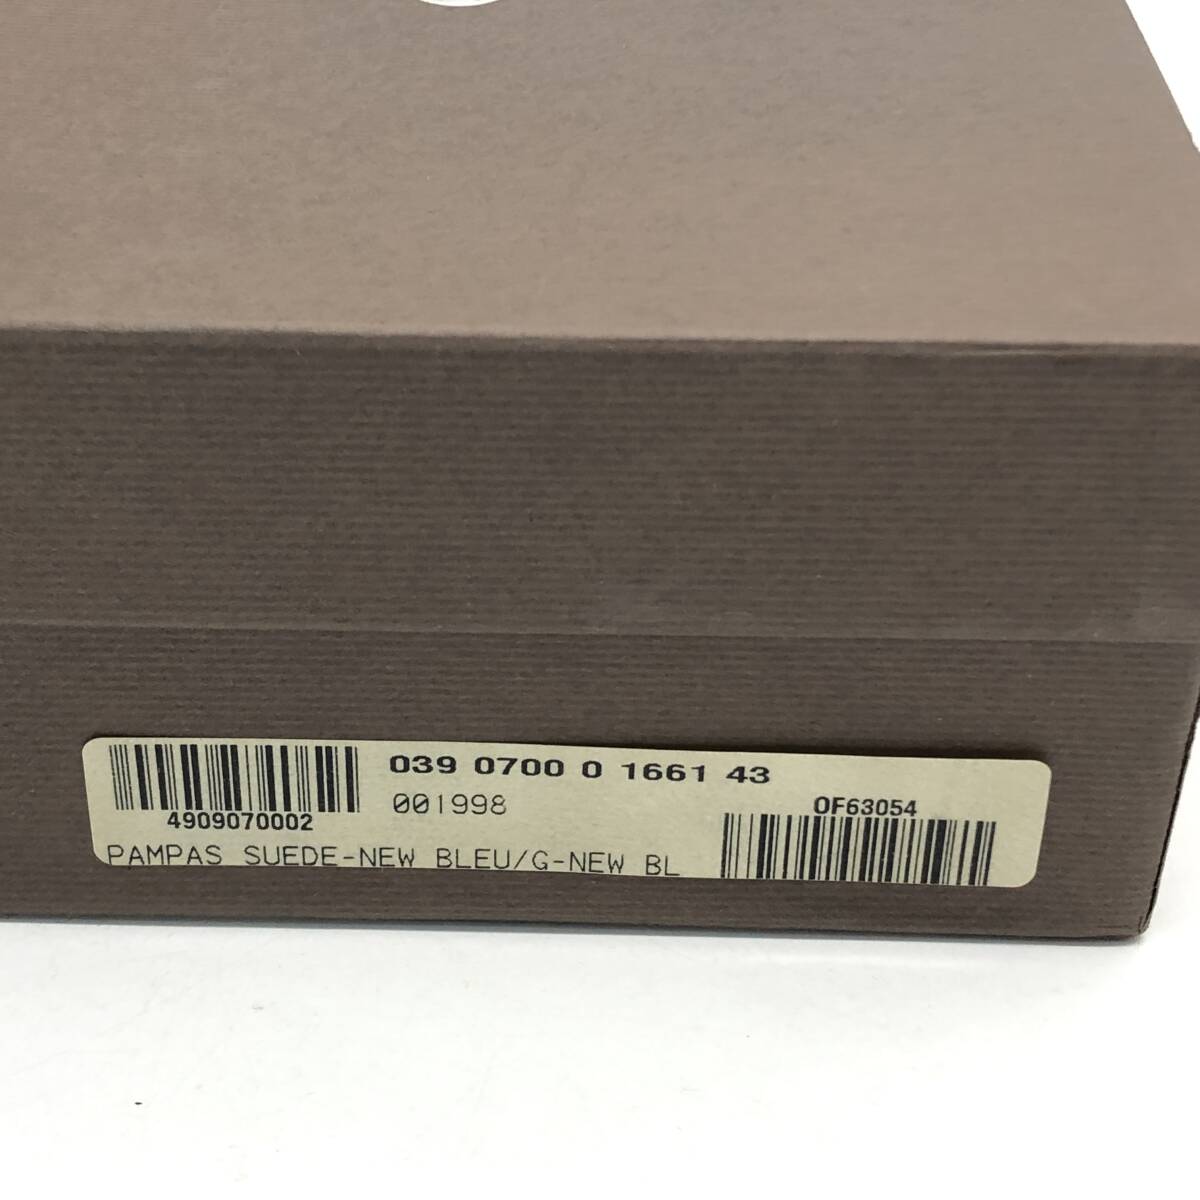 039 0700 0 1661 43
001998
4909070002
OF63054
PAMPAS SUEDE-NEW BLEU/G-NEW BL